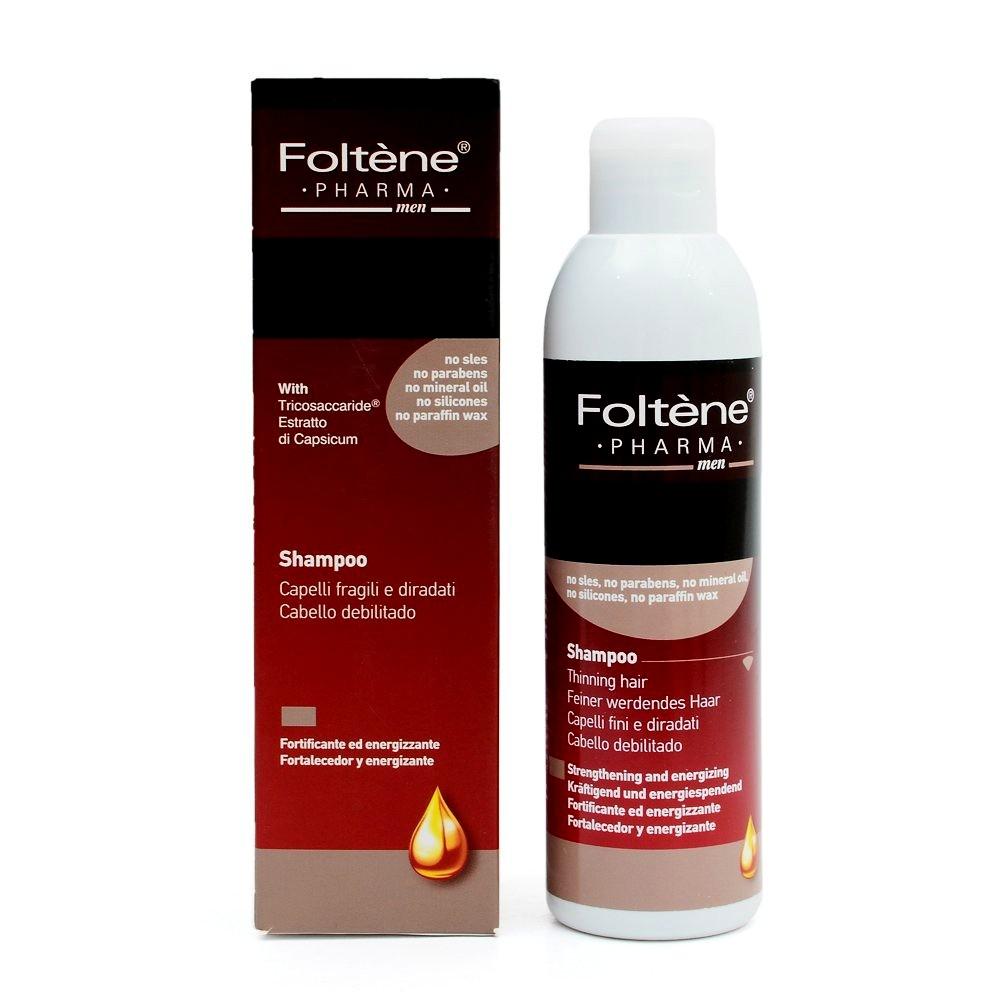 Foltène®
·PHARMA·
men
no sles
no parabens
no mineral oil
no silicones
no paraffin wax
With
Tricosaccaride®
Estratto
di Capsicum
Shampoo
Capelli fragili e diradati
Cabello debilitado
Fortificante ed energizzante
Fortalecedor y energizante
Foltène®
·PHARMA·
men
no sles, no parabens, no mineral oil,
no silicones, no paraffin wax
Shampoo
Thinning hair
Feiner werdendes Haar
Capelli fini e diradati
Cabello debilitado
Strengthening and energizing
Kräftigend und energiespendend
Fortificante ed energizzante
Fortalecedor y energizante